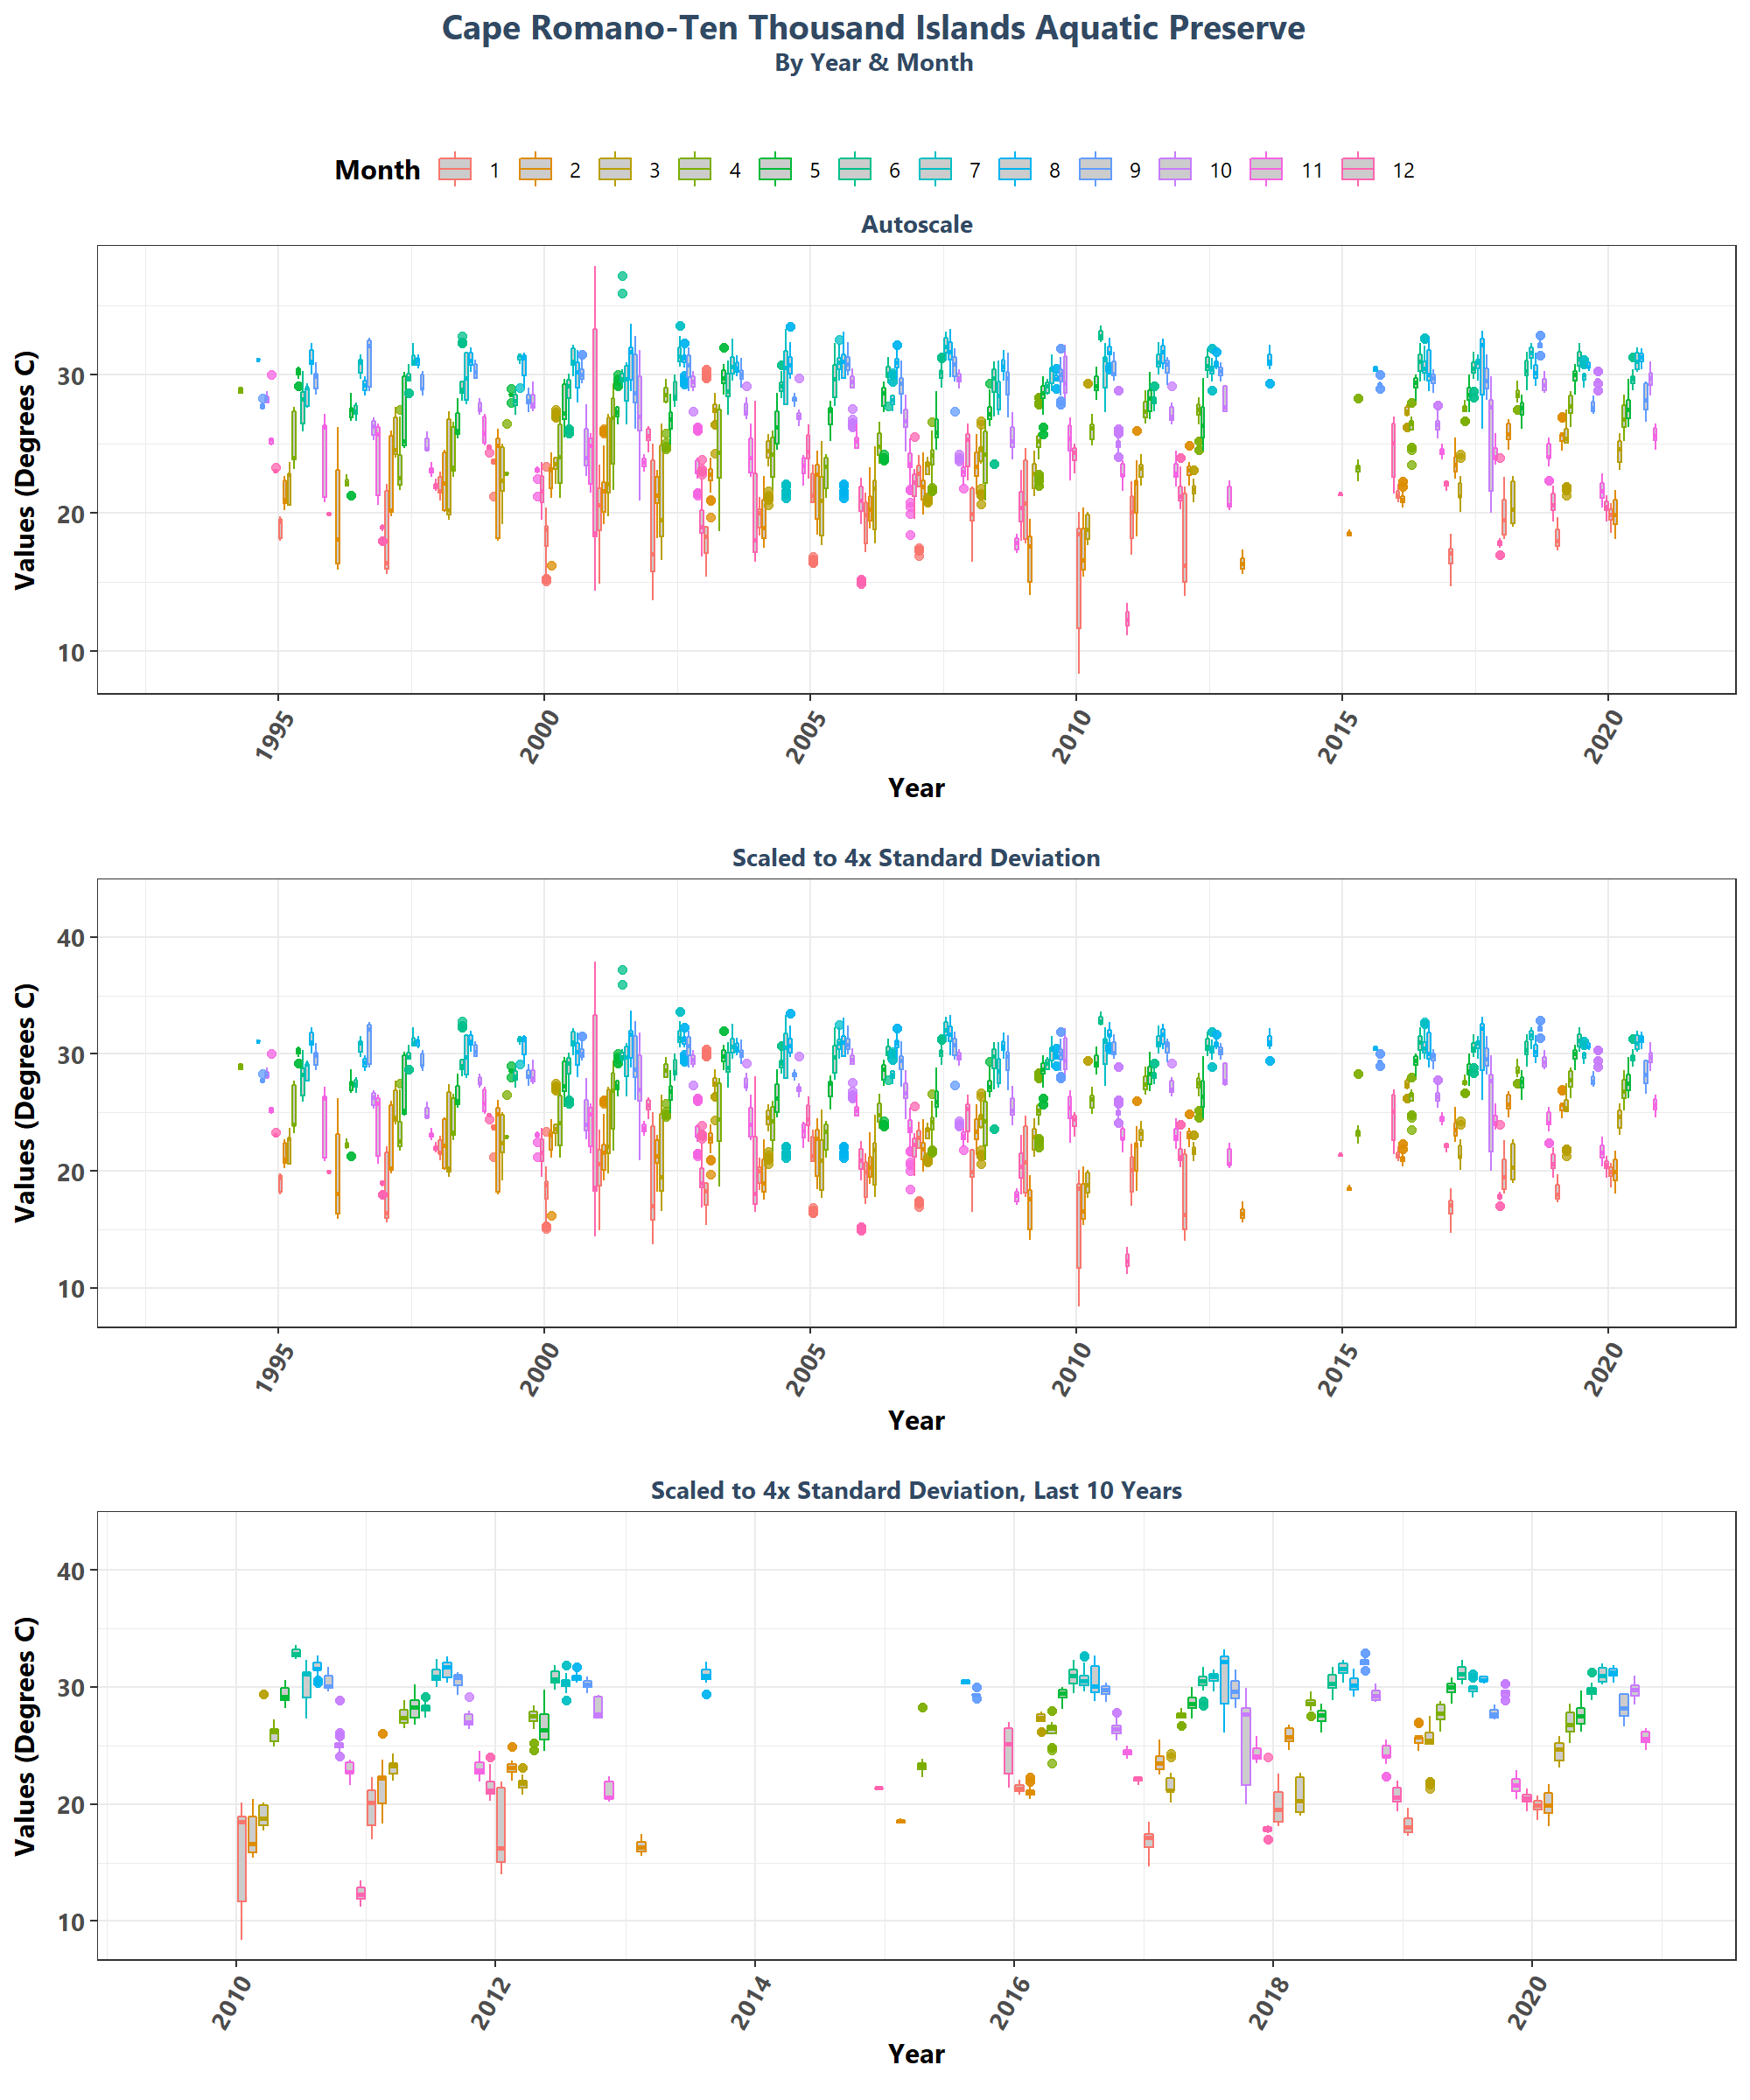 Cape Romano-Ten Thousand Islands Aquatic Preserve
By Year & Month
Month 1 2 3 4 5 6 7 8 9 10 11 12
Autoscale
Values (Degrees C)
30
20
10
1995 2000 2005 2010 2015 2020
Year
Scaled to 4x Standard Deviation
Values (Degrees C)
40
30
20
10
1995 2000 2005 2010 2015 2020
Year
Scaled to 4x Standard Deviation, Last 10 Years
Values (Degrees C)
40
30
20
10
2010 2012 2014 2016 2018 2020
Year